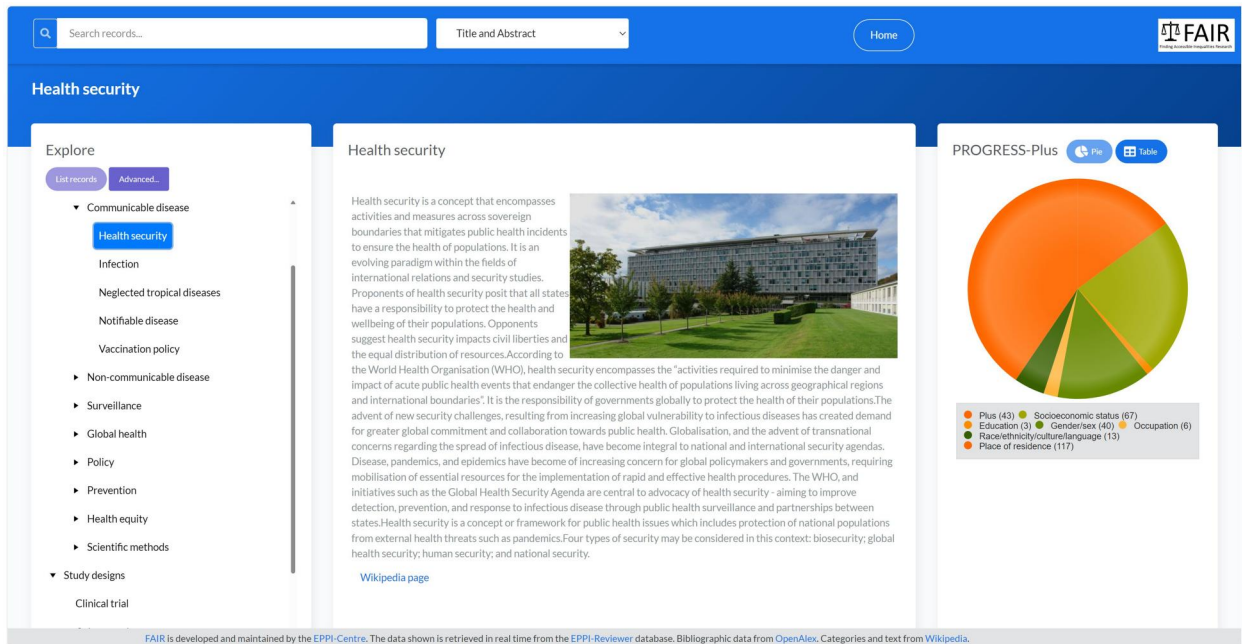 Search records...
Title and Abstract
Home
FAIR
Finding Accessible Inequalities Research
Health security
Explore
List records
Advanced...
Communicable disease
Health security
Infection
Neglected tropical diseases
Notifiable disease
Vaccination policy
Non-communicable disease
Surveillance
Global health
Policy
Prevention
Health equity
Scientific methods
Study designs
Clinical trial
Health security
Health security is a concept that encompasses
activities and measures across sovereign
boundaries that mitigates public health incidents
to ensure the health of populations. It is an
evolving paradigm within the fields of
international relations and security studies.
Proponents of health security posit that all states
have a responsibility to protect the health and
wellbeing of their populations. Opponents
suggest health security impacts civil liberties and
the equal distribution of resources.According to
the World Health Organisation (WHO), health security encompasses the "activities required to minimise the danger and
impact of acute public health events that endanger the collective health of populations living across geographical regions
and international boundaries". It is the responsibility of governments globally to protect the health of their populations.The
advent of new security challenges, resulting from increasing global vulnerability to infectious diseases has created demand
for greater global commitment and collaboration towards public health. Globalisation, and the advent of transnational
concerns regarding the spread of infectious disease, have become integral to national and international security agendas.
Disease, pandemics, and epidemics have become of increasing concern for global policymakers and governments, requiring
mobilisation of essential resources for the implementation of rapid and effective health procedures. The WHO, and
initiatives such as the Global Health Security Agenda are central to advocacy of health security - aiming to improve
detection, prevention, and response to infectious disease through public health surveillance and partnerships between
states.Health security is a concept or framework for public health issues which includes protection of national populations
from external health threats such as pandemics.Four types of security may be considered in this context: biosecurity; global
health security; human security; and national security.
Wikipedia page
PROGRESS-Plus
Pie
Table
Plus (43) Socioeconomic status (67)
Education (3) Gender/sex (40) Occupation (6)
Race/ethnicity/culture/language (13)
Place of residence (117)
FAIR is developed and maintained by the EPPI-Centre. The data shown is retrieved in real time from the EPPI-Reviewer database. Bibliographic data from OpenAlex. Categories and text from Wikipedia.